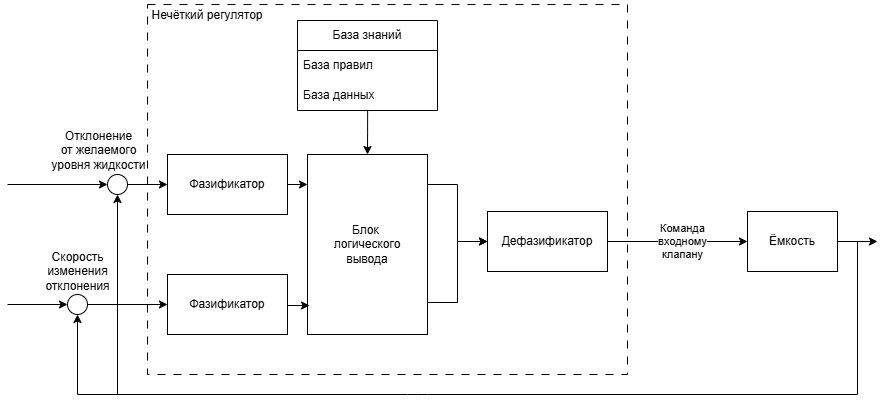 Нечёткий регулятор
База знаний
База правил
База данных
Отклонение
от желаемого
уровня жидкости
Фазификатор
Блок
логического
вывода
Дефазификатор
Команда
входному
клапану
Ёмкость
Скорость
изменения
отклонения
Фазификатор